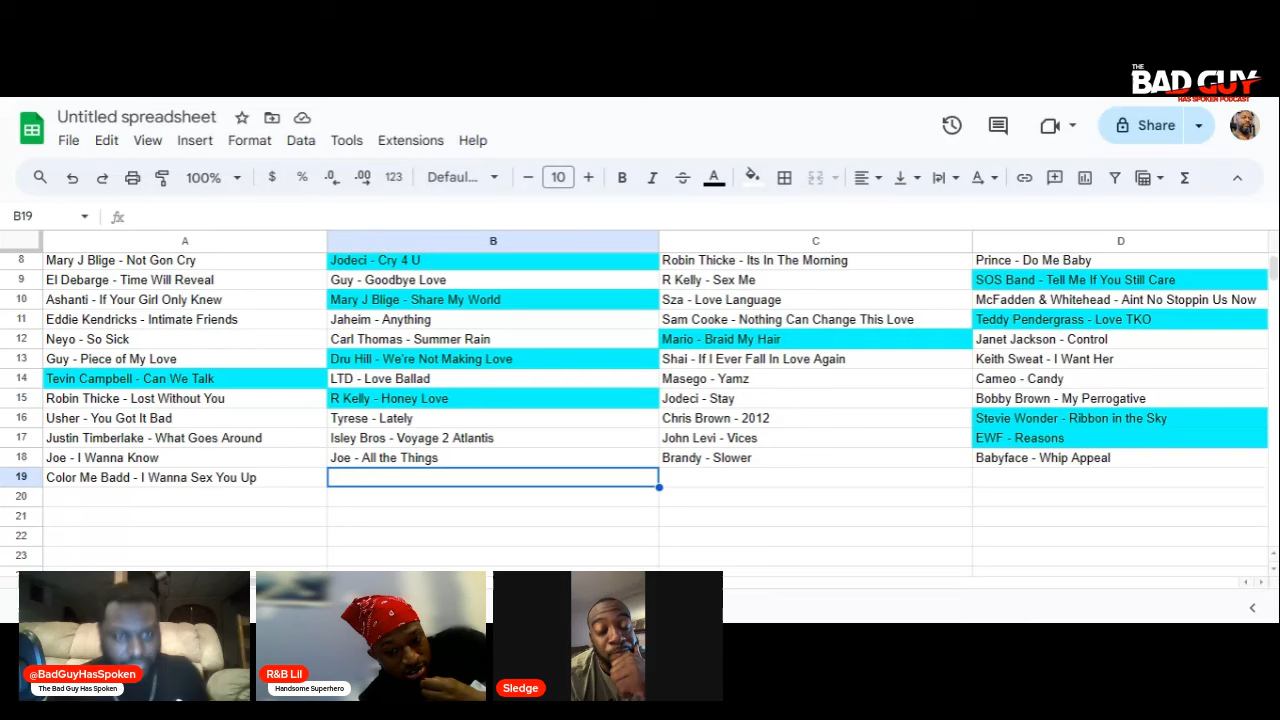 THE
BAD GUY
HAS SPOKEN PODCAST
Untitled spreadsheet
File Edit View Insert Format Data Tools Extensions Help
Share
100% $ % .0 .00 123 Defaul... 10 B I S A Σ
B19 fx
A B C D
8 Mary J Blige - Not Gon Cry Jodeci - Cry 4 U Robin Thicke - Its In The Morning Prince - Do Me Baby
9 El Debarge - Time Will Reveal Guy - Goodbye Love R Kelly - Sex Me SOS Band - Tell Me If You Still Care
10 Ashanti - If Your Girl Only Knew Mary J Blige - Share My World Sza - Love Language McFadden & Whitehead - Aint No Stoppin Us Now
11 Eddie Kendricks - Intimate Friends Jaheim - Anything Sam Cooke - Nothing Can Change This Love Teddy Pendergrass - Love TKO
12 Neyo - So Sick Carl Thomas - Summer Rain Mario - Braid My Hair Janet Jackson - Control
13 Guy - Piece of My Love Dru Hill - We're Not Making Love Shai - If I Ever Fall In Love Again Keith Sweat - I Want Her
14 Tevin Campbell - Can We Talk LTD - Love Ballad Masego - Yamz Cameo - Candy
15 Robin Thicke - Lost Without You R Kelly - Honey Love Jodeci - Stay Bobby Brown - My Perrogative
16 Usher - You Got It Bad Tyrese - Lately Chris Brown - 2012 Stevie Wonder - Ribbon in the Sky
17 Justin Timberlake - What Goes Around Isley Bros - Voyage 2 Atlantis John Levi - Vices EWF - Reasons
18 Joe - I Wanna Know Joe - All the Things Brandy - Slower Babyface - Whip Appeal
19 Color Me Badd - I Wanna Sex You Up
20
21
22
23
@BadGuyHasSpoken
The Bad Guy Has Spoken
R&B Lil
Handsome Superhero
Sledge